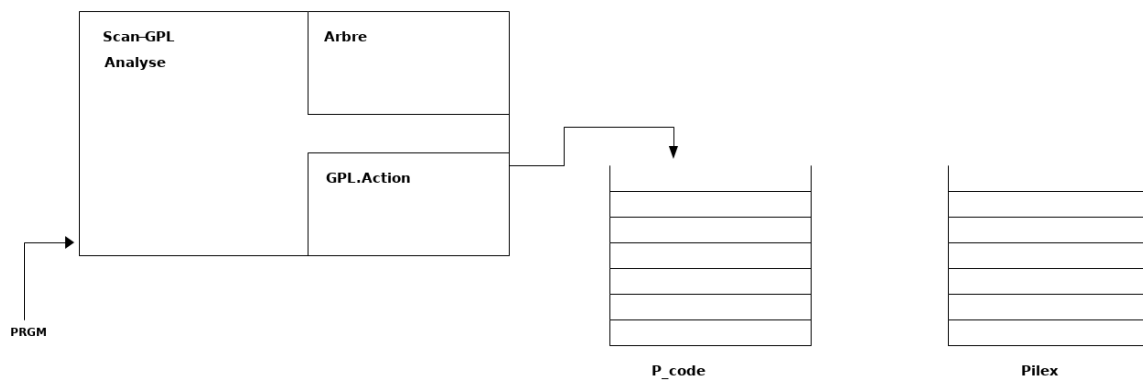 Scan-GPL
Analyse
Arbre
GPL.Action
PRGM
P_code
Pilex